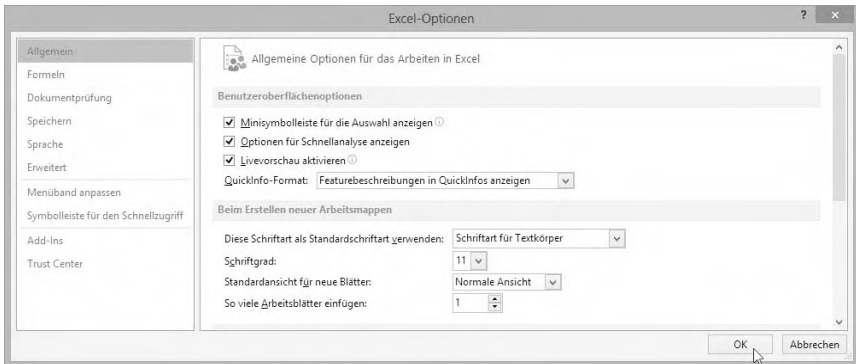 Excel-Optionen
?
Allgemein
Formeln
Dokumentprüfung
Speichern
Sprache
Erweitert
Menüband anpassen
Symbolleiste für den Schnellzugriff
Add-Ins
Trust Center
Allgemeine Optionen für das Arbeiten in Excel
Benutzeroberflächenoptionen
Minisymbolleiste für die Auswahl anzeigen
Optionen für Schnellanalyse anzeigen
Livevorschau aktivieren
QuickInfo-Format: Featurebeschreibungen in QuickInfos anzeigen
Beim Erstellen neuer Arbeitsmappen
Diese Schriftart als Standardschriftart verwenden: Schriftart für Textkörper
Schriftgrad: 11
Standardansicht für neue Blätter: Normale Ansicht
So viele Arbeitsblätter einfügen: 1
OK Abbrechen